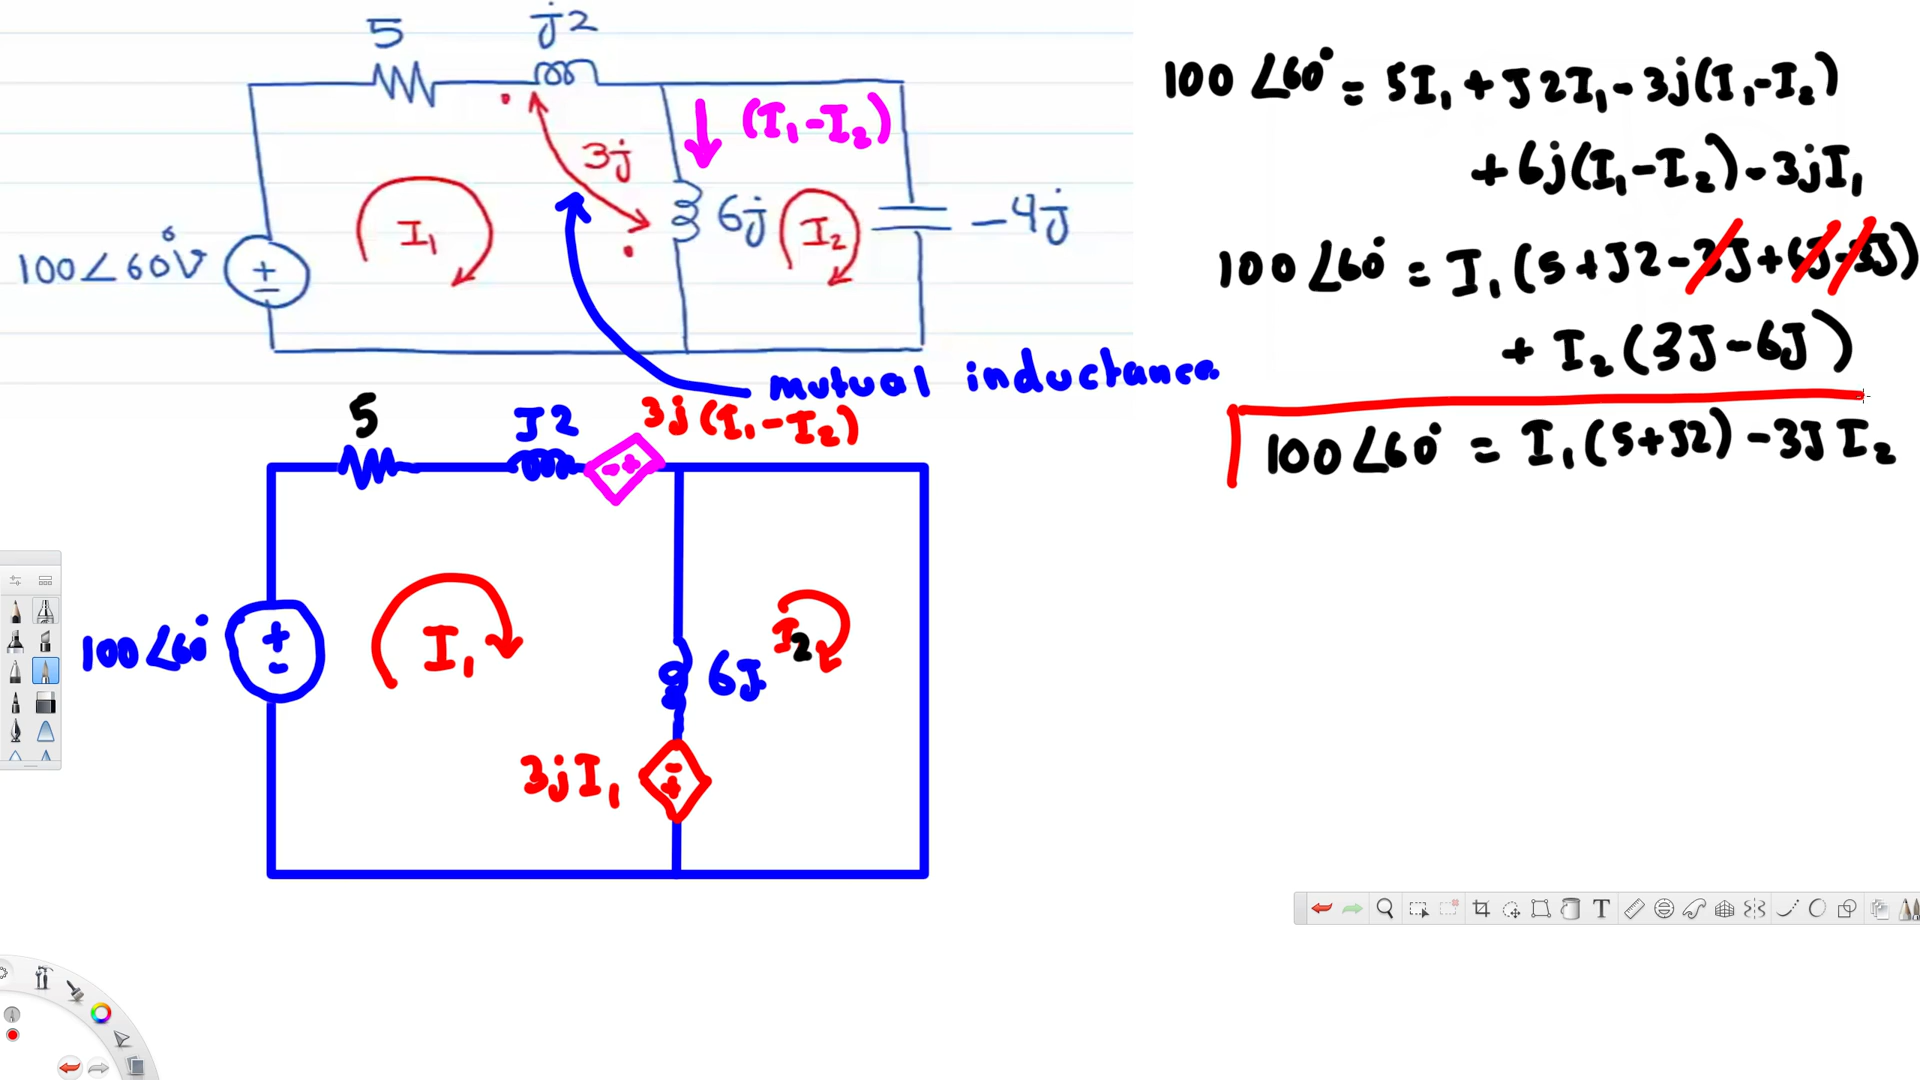 5 j2
(I₁-I₂)
3j
I₁ 6j I₂ -4j
100∠60°V + -
mutual inductance.
5 J2 3j(I₁-I₂)
- +
100∠60° + - I₁ 6J I2
3jI₁ - +
100∠60° = 5I₁ + J2I₁ - 3j(I₁-I₂)
+ 6j(I₁-I₂) - 3jI₁
100∠60° = I₁(5+J2-3J+6J-3J)
+ I₂(3J-6J)
100∠60° = I₁(5+J2) -3J I₂
T